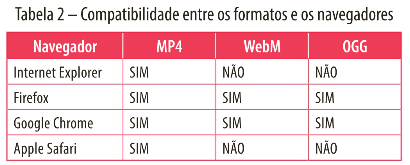 Tabela 2 – Compatibilidade entre os formatos e os navegadores
Navegador MP4 WebM OGG
Internet Explorer SIM NÃO NÃO
Firefox SIM SIM SIM
Google Chrome SIM SIM SIM
Apple Safari SIM NÃO NÃO